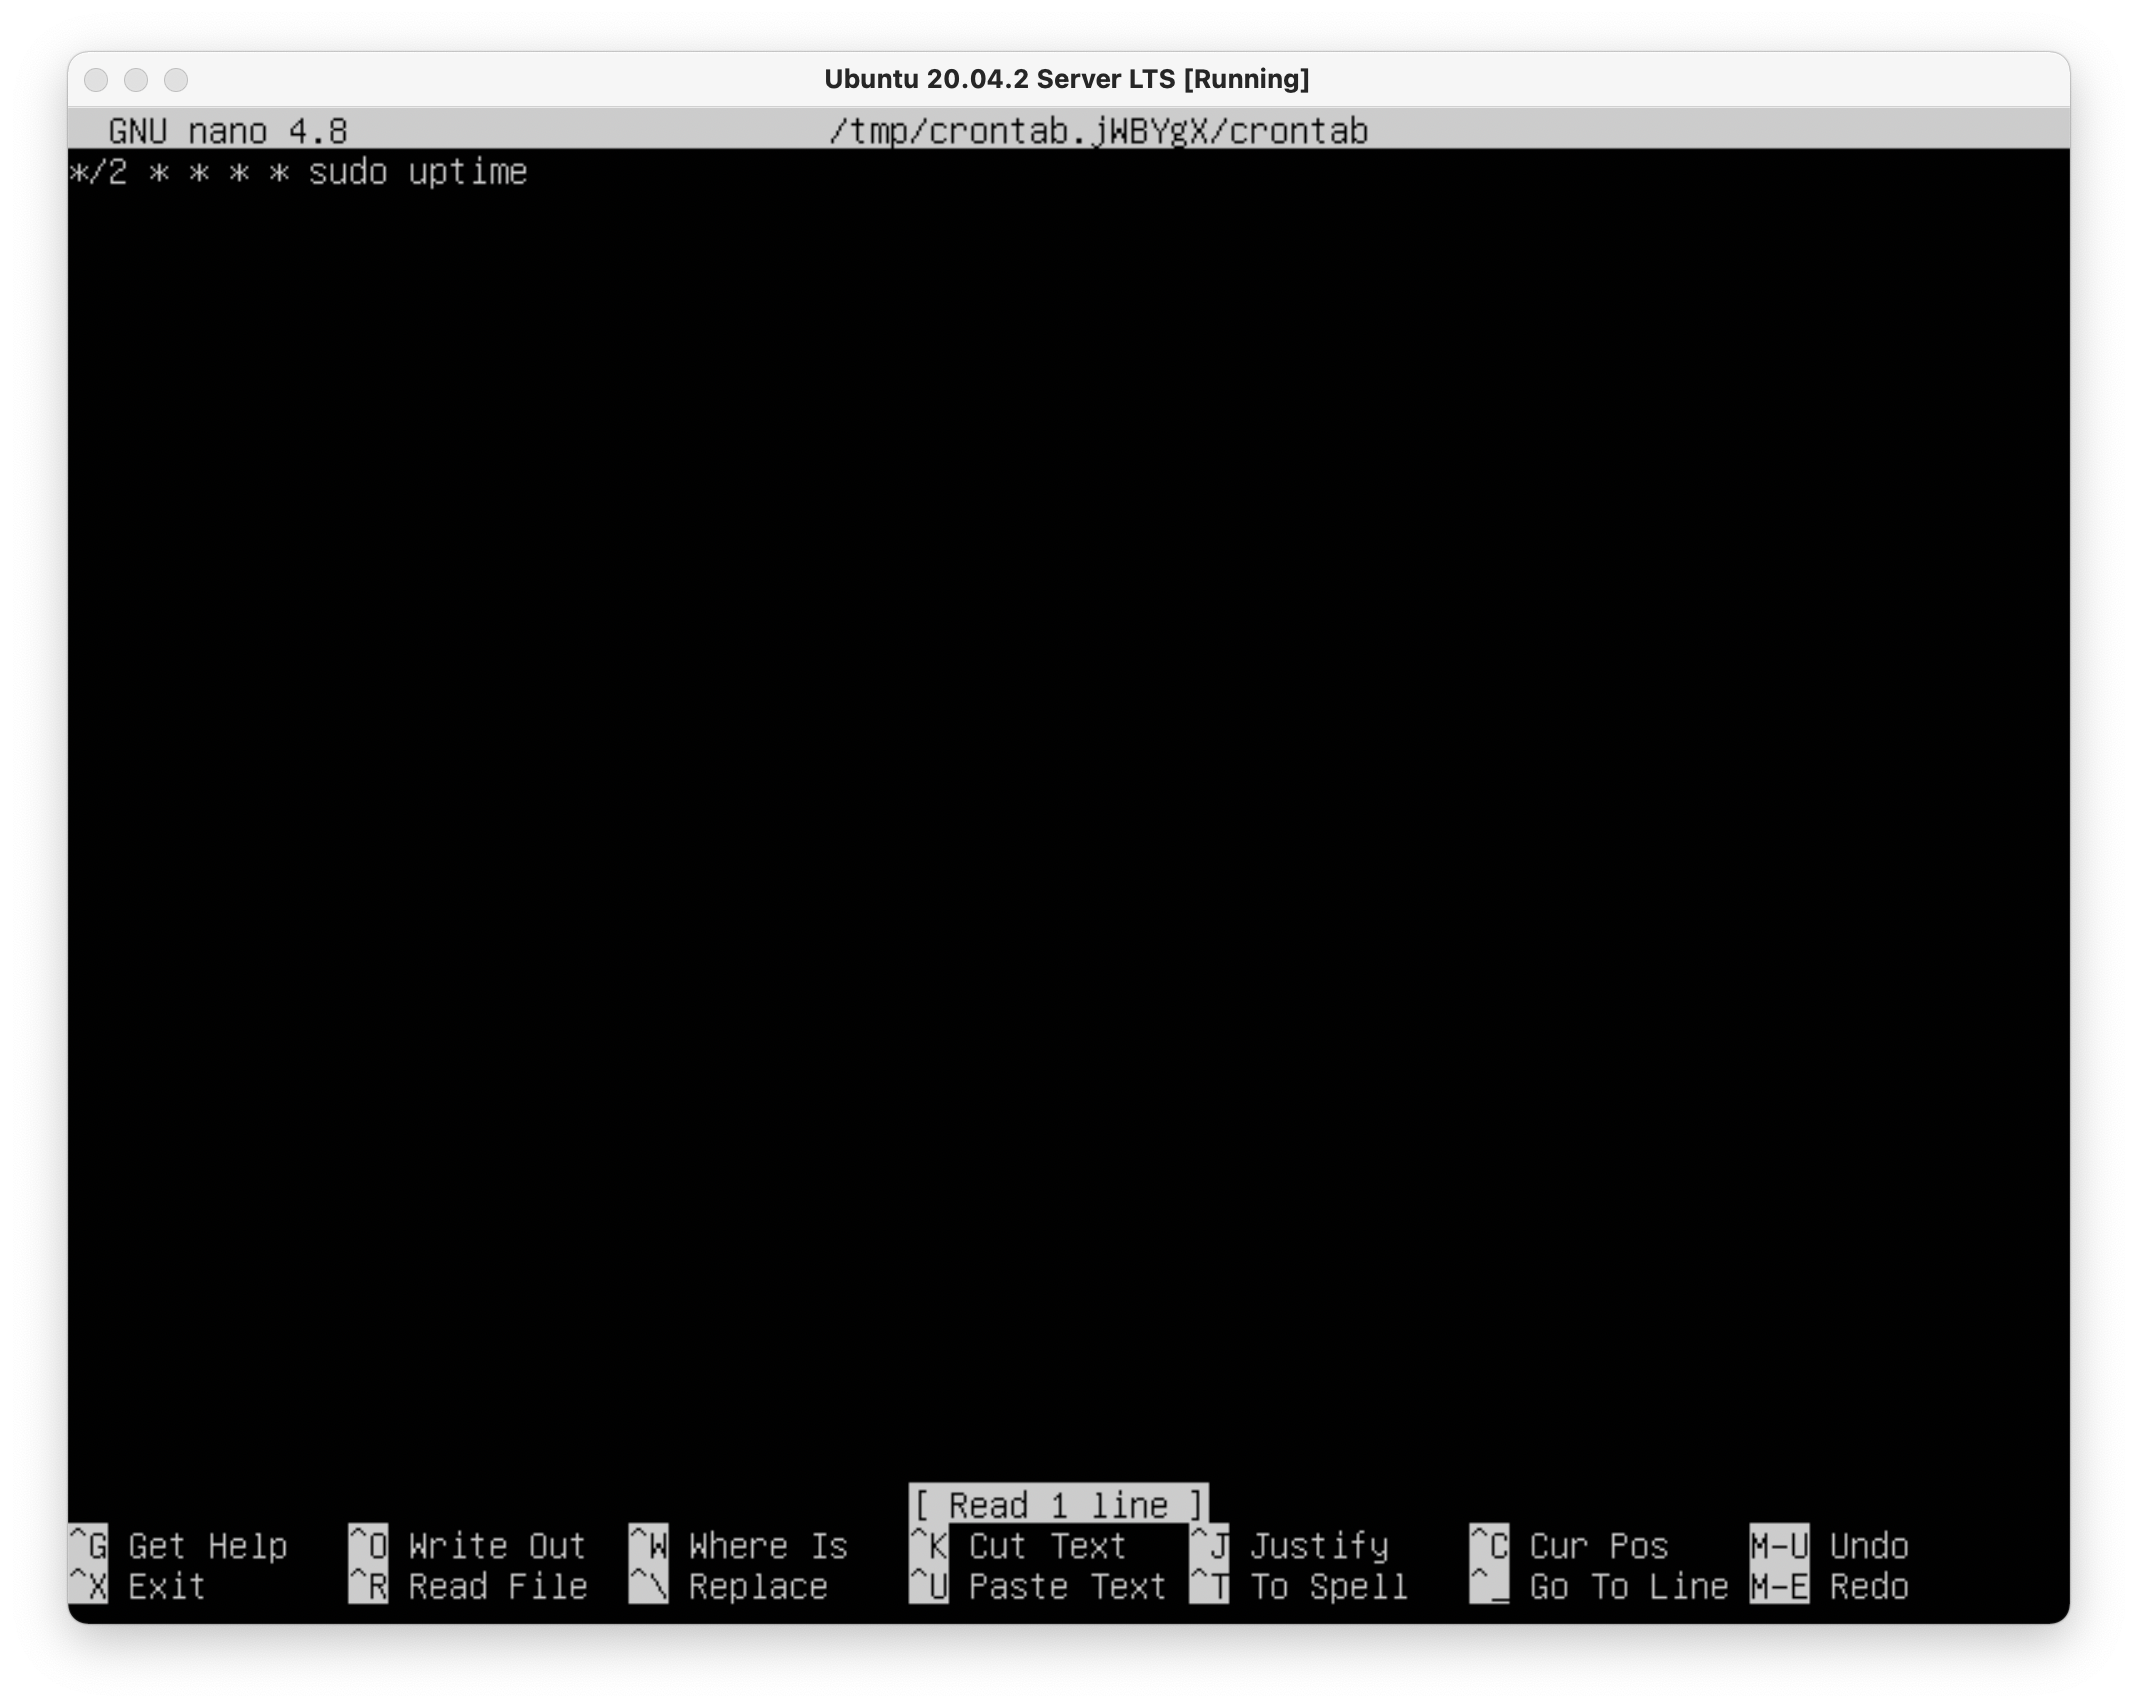 Ubuntu 20.04.2 Server LTS [Running]
GNU nano 4.8 /tmp/crontab.jWBYgX/crontab
*/2 * * * * sudo uptime
[ Read 1 line ]
^G Get Help ^O Write Out ^W Where Is ^K Cut Text ^J Justify ^C Cur Pos M-U Undo
^X Exit ^R Read File ^\ Replace ^U Paste Text ^T To Spell ^_ Go To Line M-E Redo